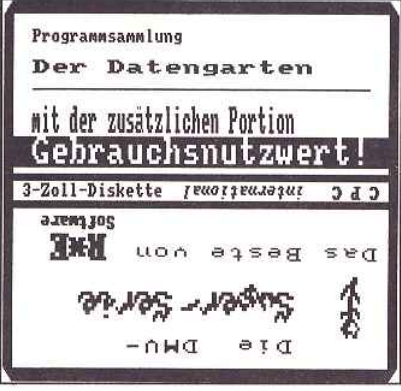 Programmsammlung
Der Datengarten
mit der zusätzlichen Portion
Gebrauchsnutzwert!
3-Zoll-Diskette
CPC international
Die DMV-
Super-Serie
Das Beste von
R*E
Software